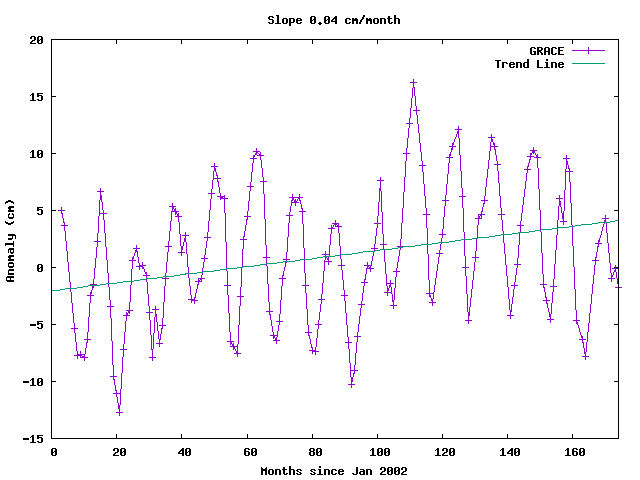 Slope 0.04 cm/month
GRACE
Trend Line
20
15
10
5
0
-5
-10
-15
Anomaly (cm)
0 20 40 60 80 100 120 140 160
Months since Jan 2002